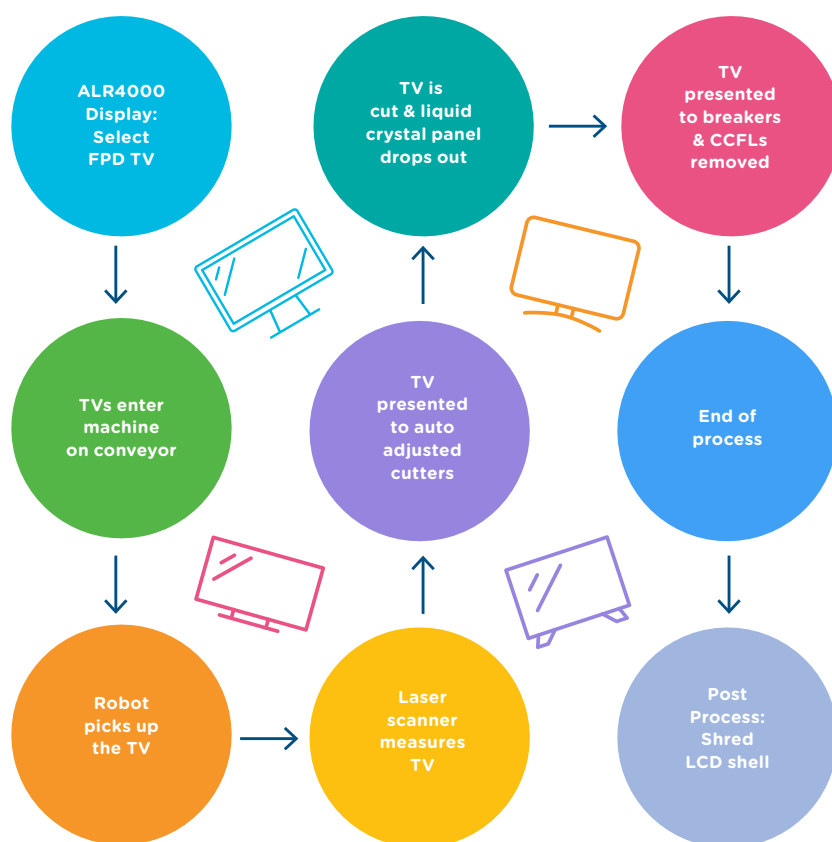 ALR4000
Display:
Select
FPD TV
TVs enter
machine
on conveyor
Robot
picks up
the TV
Laser
scanner
measures
TV
TV
presented
to auto
adjusted
cutters
TV is
cut & liquid
crystal panel
drops out
TV
presented
to breakers
& CCFLs
removed
End of
process
Post
Process:
Shred
LCD shell